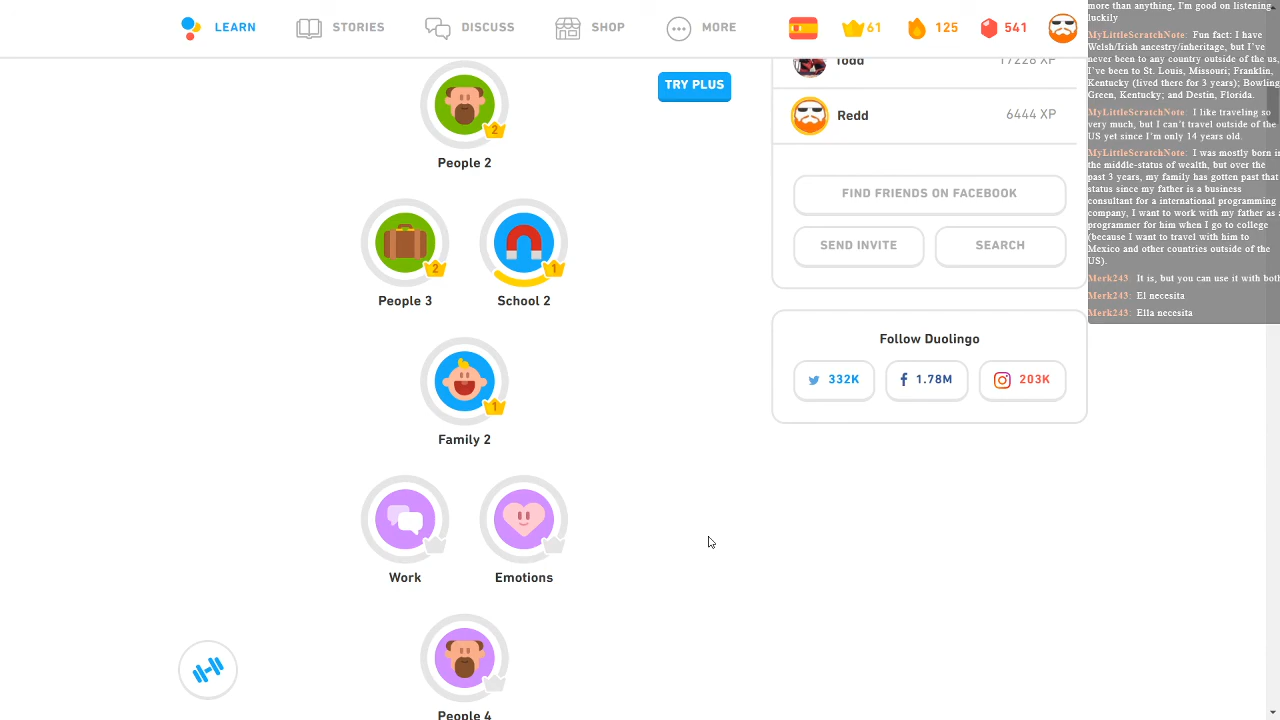 LEARN
STORIES
DISCUSS
SHOP
MORE
61
125
541
TRY PLUS
2
People 2
2
People 3
1
School 2
1
Family 2
Work
Emotions
People 4
Todd
17228 XP
Redd
6444 XP
FIND FRIENDS ON FACEBOOK
SEND INVITE
SEARCH
Follow Duolingo
332K
1.78M
203K
more than anything, I'm good on listening
luckily
MyLittleScratchNote: Fun fact: I have
Welsh/Irish ancestry/inheritance, but I've
never been to any country outside of the us,
I've been to St. Louis, Missouri; Franklin,
Kentucky (lived there for 3 years); Bowling
Green, Kentucky; and Destin, Florida.
MyLittleScratchNote: I like traveling so
very much, but I can't travel outside of the
US yet since I'm only 14 years old.
MyLittleScratchNote: I was mostly born in
the middle-status of wealth, but over the
past 3 years, my family has gotten past that
status since my father is a business
consultant for a international programming
company, I want to work with my father as a
programmer for him when I go to college
(because I want to travel with him to
Mexico and other countries outside of the
US).
Merk243: It is, but you can use it with both
Merk243: El necesita
Merk243: Ella necesita